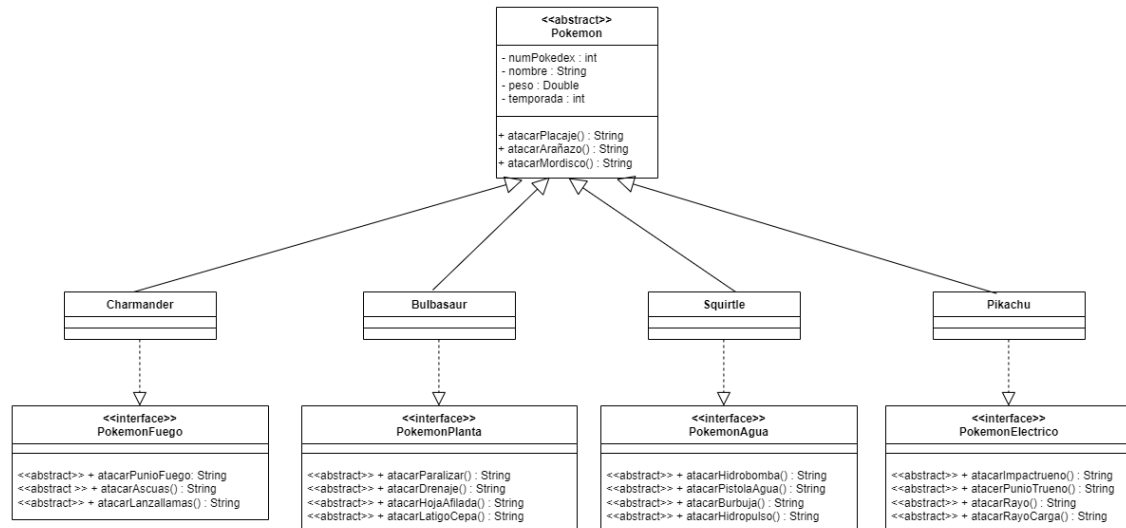 <<abstract>>
Pokemon
- numPokedex : int
- nombre : String
- peso : Double
- temporada : int
+ atacarPlacaje() : String
+ atacarArañazo() : String
+ atacarMordisco() : String
Charmander
Bulbasaur
Squirtle
Pikachu
<<interface>>
PokemonFuego
<<abstract>> + atacarPunioFuego: String
<<abstract >> + atacarAscuas() : String
<<abstract>> + atacarLanzallamas() : String
<<interface>>
PokemonPlanta
<<abstract>> + atacarParalizar() : String
<<abstract>> + atacarDrenaje() : String
<<abstract>> + atacarHojaAfilada() : String
<<abstract>> + atacarLatigoCepa() : String
<<interface>>
PokemonAgua
<<abstract>> + atacarHidrobomba() : String
<<abstract>> + atacarPistolaAgua() : String
<<abstract>> + atacarBurbuja() : String
<<abstract>> + atacarHidropulso() : String
<<interface>>
PokemonElectrico
<<abstract>> + atacarImpactrueno() : String
<<abstract>> + atacarPunioTrueno() : String
<<abstract>> + atacarRayo() : String
<<abstract>> + atacarRayoCarga() : String